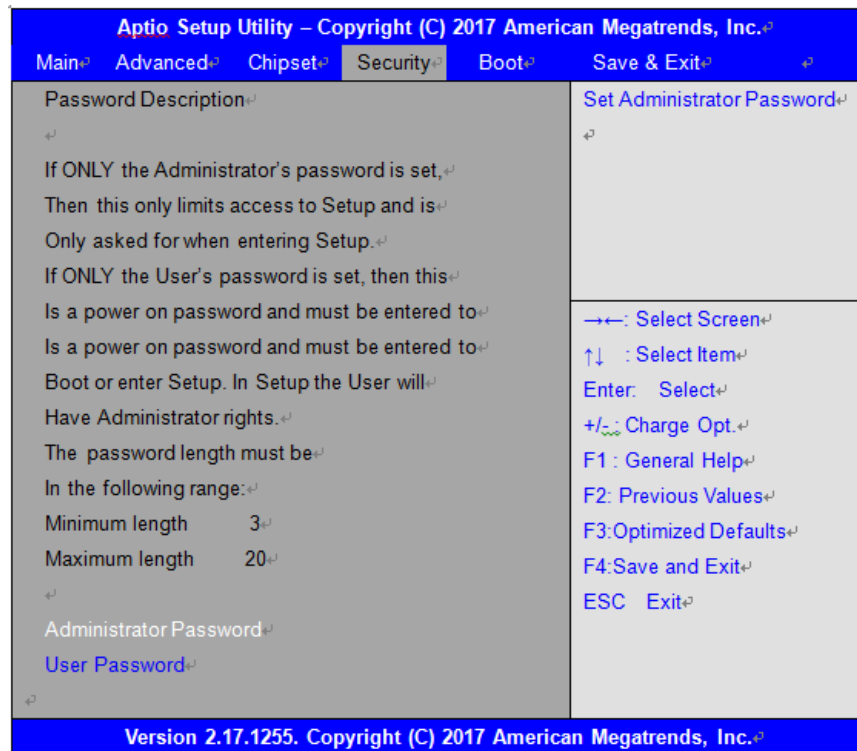 Aptio Setup Utility – Copyright (C) 2017 American Megatrends, Inc.
Main Advanced Chipset Security Boot Save & Exit
Password Description
If ONLY the Administrator's password is set,
Then this only limits access to Setup and is
Only asked for when entering Setup.
If ONLY the User's password is set, then this
Is a power on password and must be entered to
Is a power on password and must be entered to
Boot or enter Setup. In Setup the User will
Have Administrator rights.
The password length must be
In the following range:
Minimum length 3
Maximum length 20
Administrator Password
User Password
Set Administrator Password
→←: Select Screen
↑↓ : Select Item
Enter: Select
+/- : Charge Opt.
F1 : General Help
F2: Previous Values
F3:Optimized Defaults
F4:Save and Exit
ESC Exit
Version 2.17.1255. Copyright (C) 2017 American Megatrends, Inc.